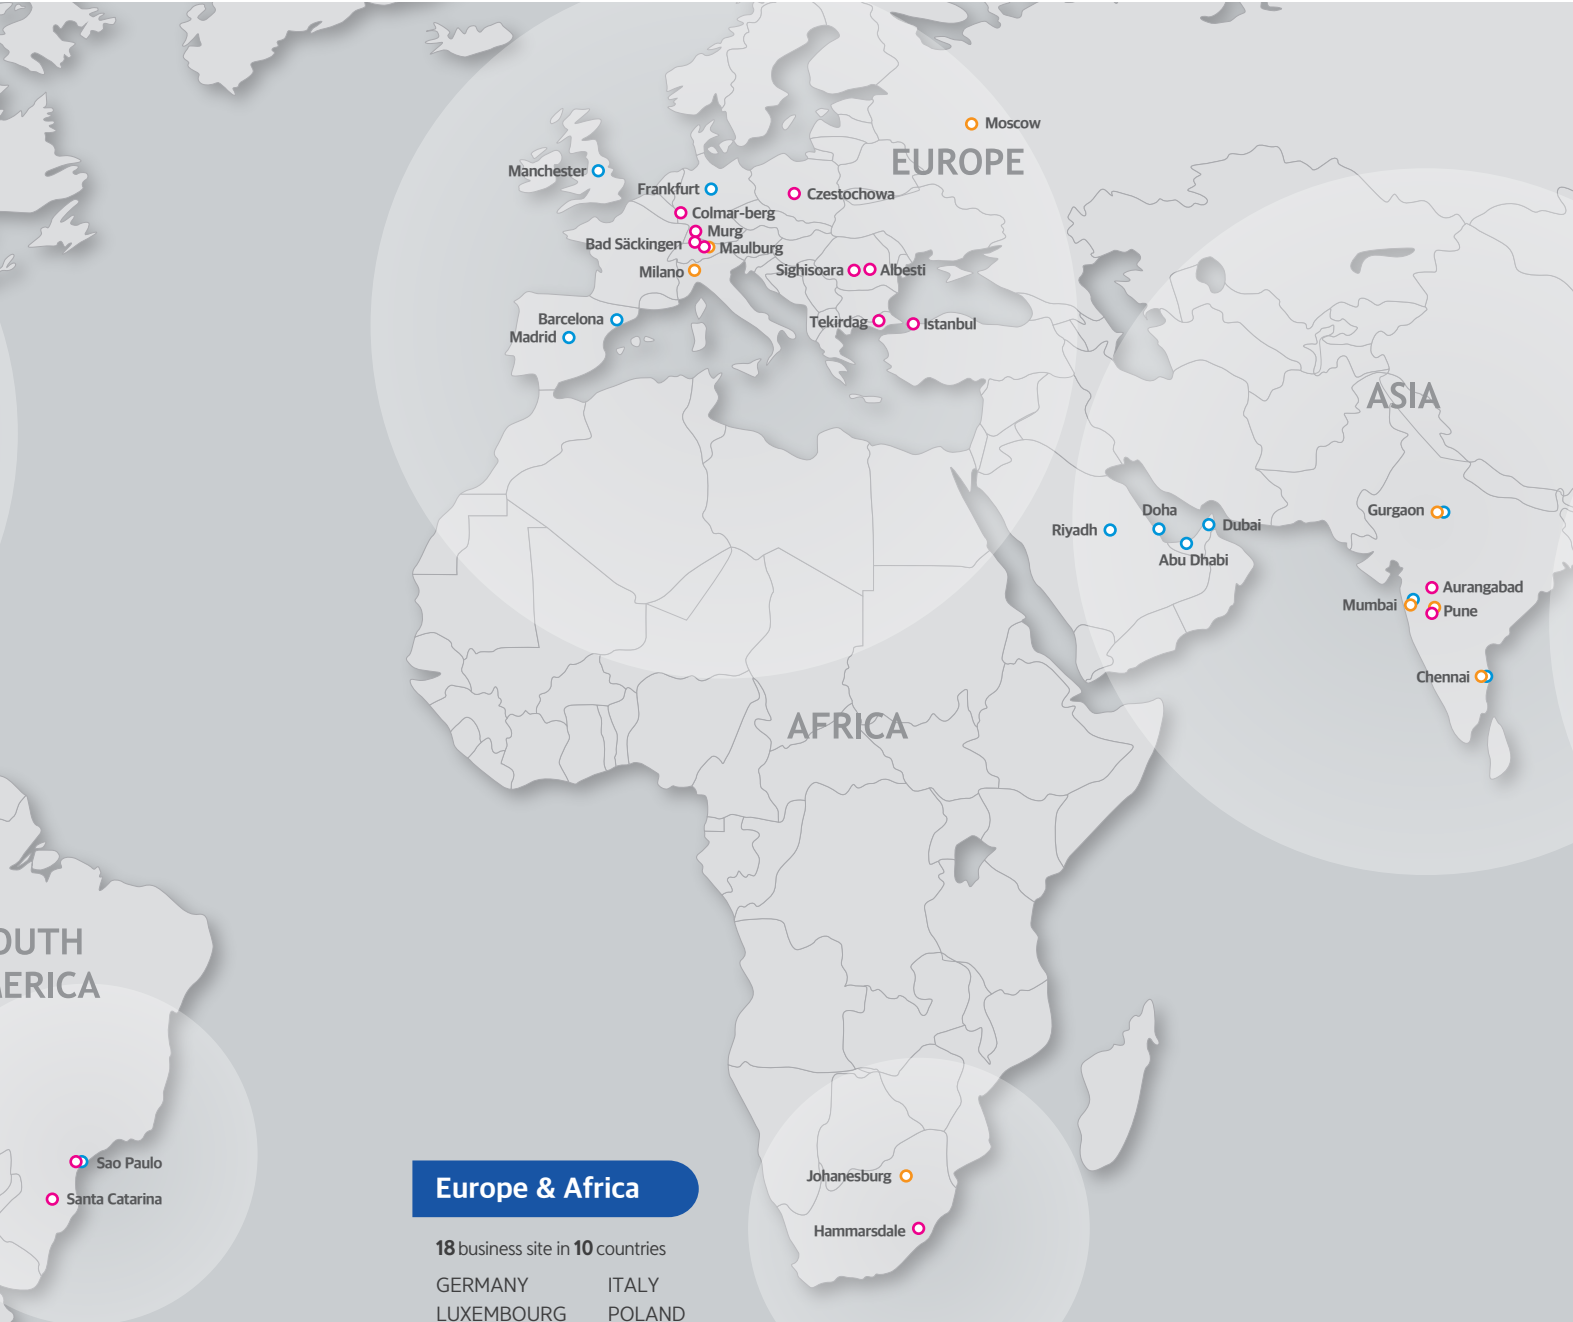 Moscow
EUROPE
Manchester
Frankfurt
Czestochowa
Colmar-berg
Murg
Bad Säckingen
Maulburg
Milano
Sighisoara
Albesti
Barcelona
Tekirdag
Istanbul
Madrid
ASIA
Doha
Gurgaon
Riyadh
Dubai
Abu Dhabi
Aurangabad
Mumbai
Pune
Chennai
AFRICA
OUTH
ERICA
Sao Paulo
Santa Catarina
Johanesburg
Hammarsdale
Europe & Africa
18 business site in 10 countries
GERMANY ITALY
LUXEMBOURG POLAND